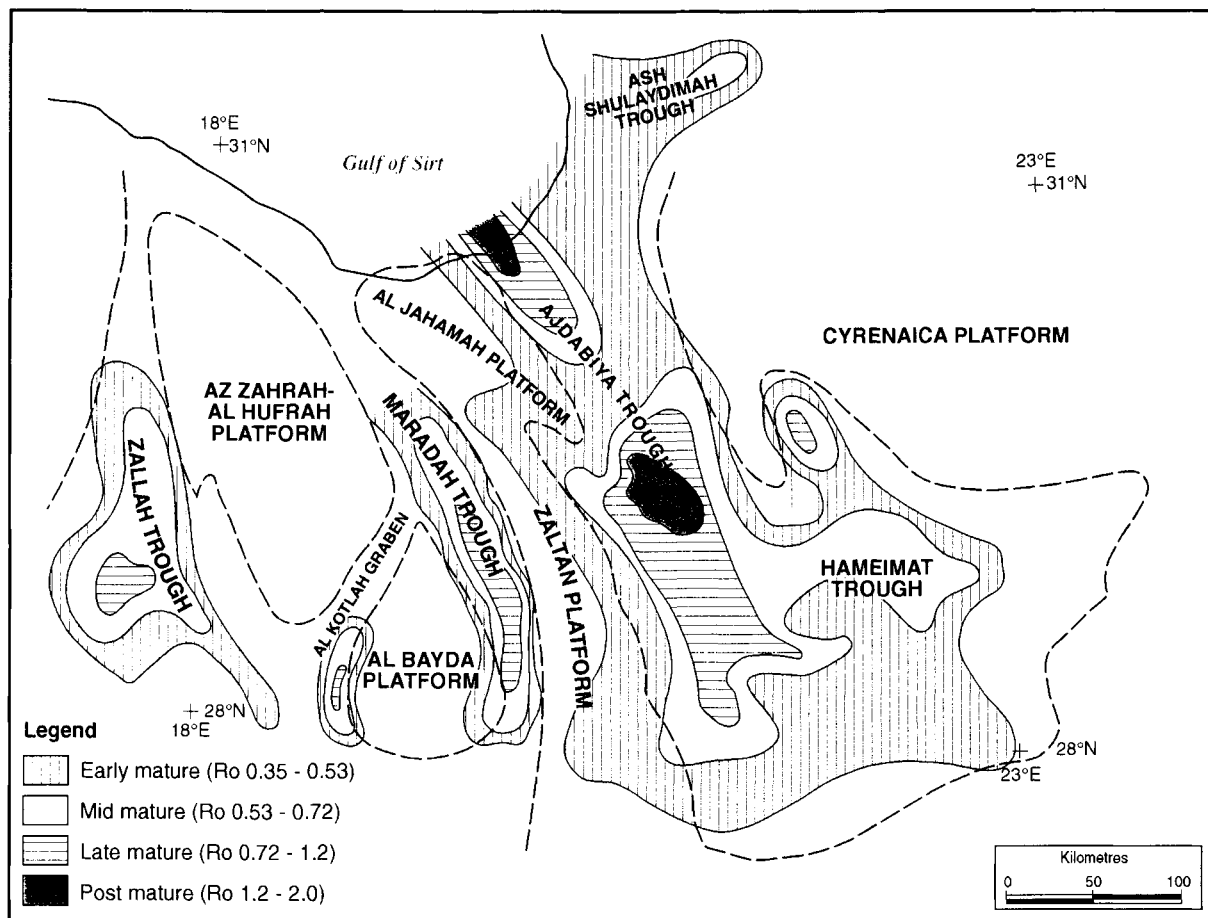 ASH
SHULAYDIMAH
TROUGH
18°E
31°N
Gulf of Sirt
23°E
31°N
AL JAHAMAH PLATFORM
AJDABIYA TROUGH
CYRENAICA PLATFORM
AZ ZAHRAH-
AL HUFRAH
PLATFORM
MARADAH TROUGH
ZALLAH TROUGH
ZALTAN PLATFORM
AL KOTLAH GRABEN
HAMEIMAT
TROUGH
AL BAYDA
PLATFORM
28°N
18°E
28°N
23°E
Legend
Early mature (Ro 0.35 - 0.53)
Mid mature (Ro 0.53 - 0.72)
Late mature (Ro 0.72 - 1.2)
Post mature (Ro 1.2 - 2.0)
Kilometres
0 50 100